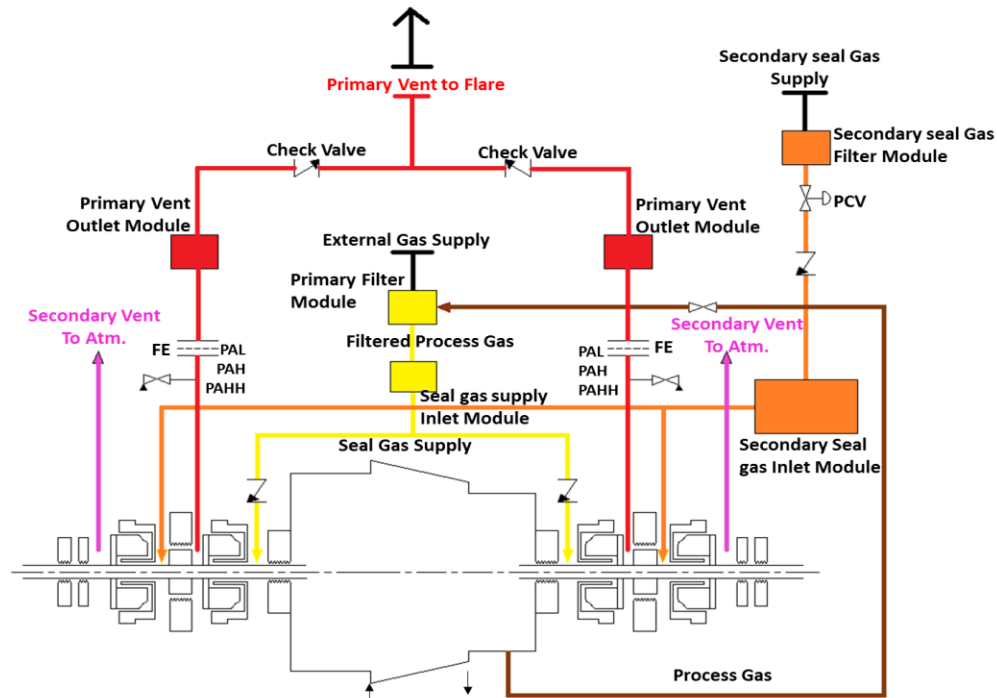 Primary Vent to Flare
Secondary seal Gas
Supply
Check Valve
Check Valve
Secondary seal Gas
Filter Module
Primary Vent
Outlet Module
Primary Vent
Outlet Module
PCV
External Gas Supply
Primary Filter
Module
Secondary Vent
To Atm.
Secondary Vent
To Atm.
Filtered Process Gas
FE
PAL
PAH
PAHH
PAL
PAH
PAHH
FE
Seal gas supply
Inlet Module
Seal Gas Supply
Secondary Seal
gas Inlet Module
Process Gas